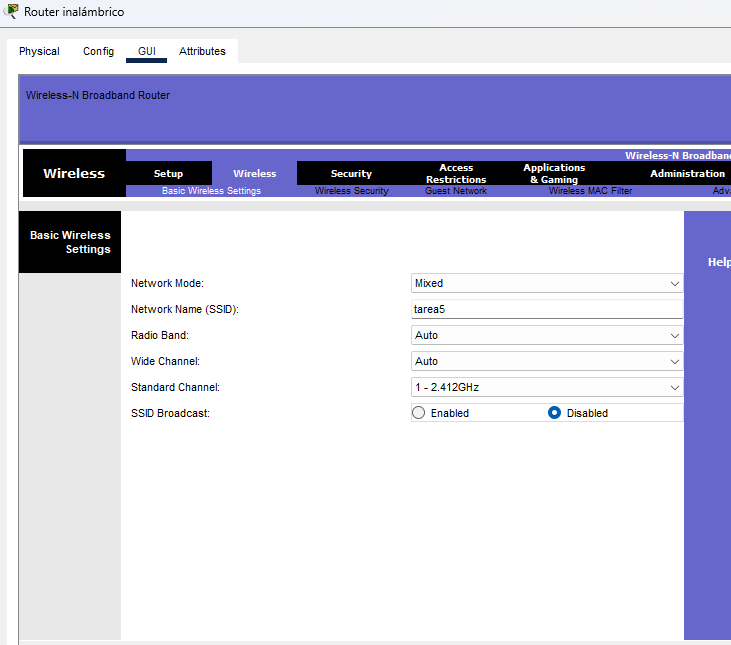 Router inalámbrico
Physical Config GUI Attributes
Wireless-N Broadband Router
Wireless-N Broadband
Wireless
Setup Wireless Security Access Restrictions Applications & Gaming Administration
Basic Wireless Settings Wireless Security Guest Network Wireless MAC Filter
Basic Wireless
Settings
Help
Network Mode: Mixed
Network Name (SSID): tarea5
Radio Band: Auto
Wide Channel: Auto
Standard Channel: 1 - 2.412GHz
SSID Broadcast: Enabled Disabled